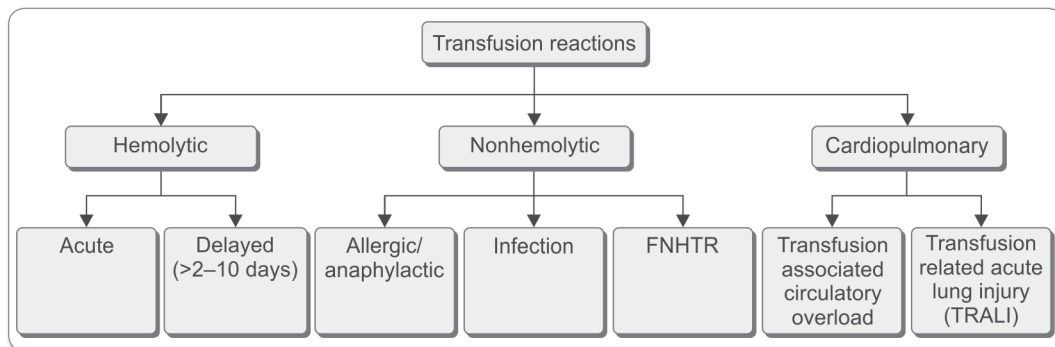 Transfusion reactions
Hemolytic
Nonhemolytic
Cardiopulmonary
Acute
Delayed
(>2–10 days)
Allergic/
anaphylactic
Infection
FNHTR
Transfusion
associated
circulatory
overload
Transfusion
related acute
lung injury
(TRALI)